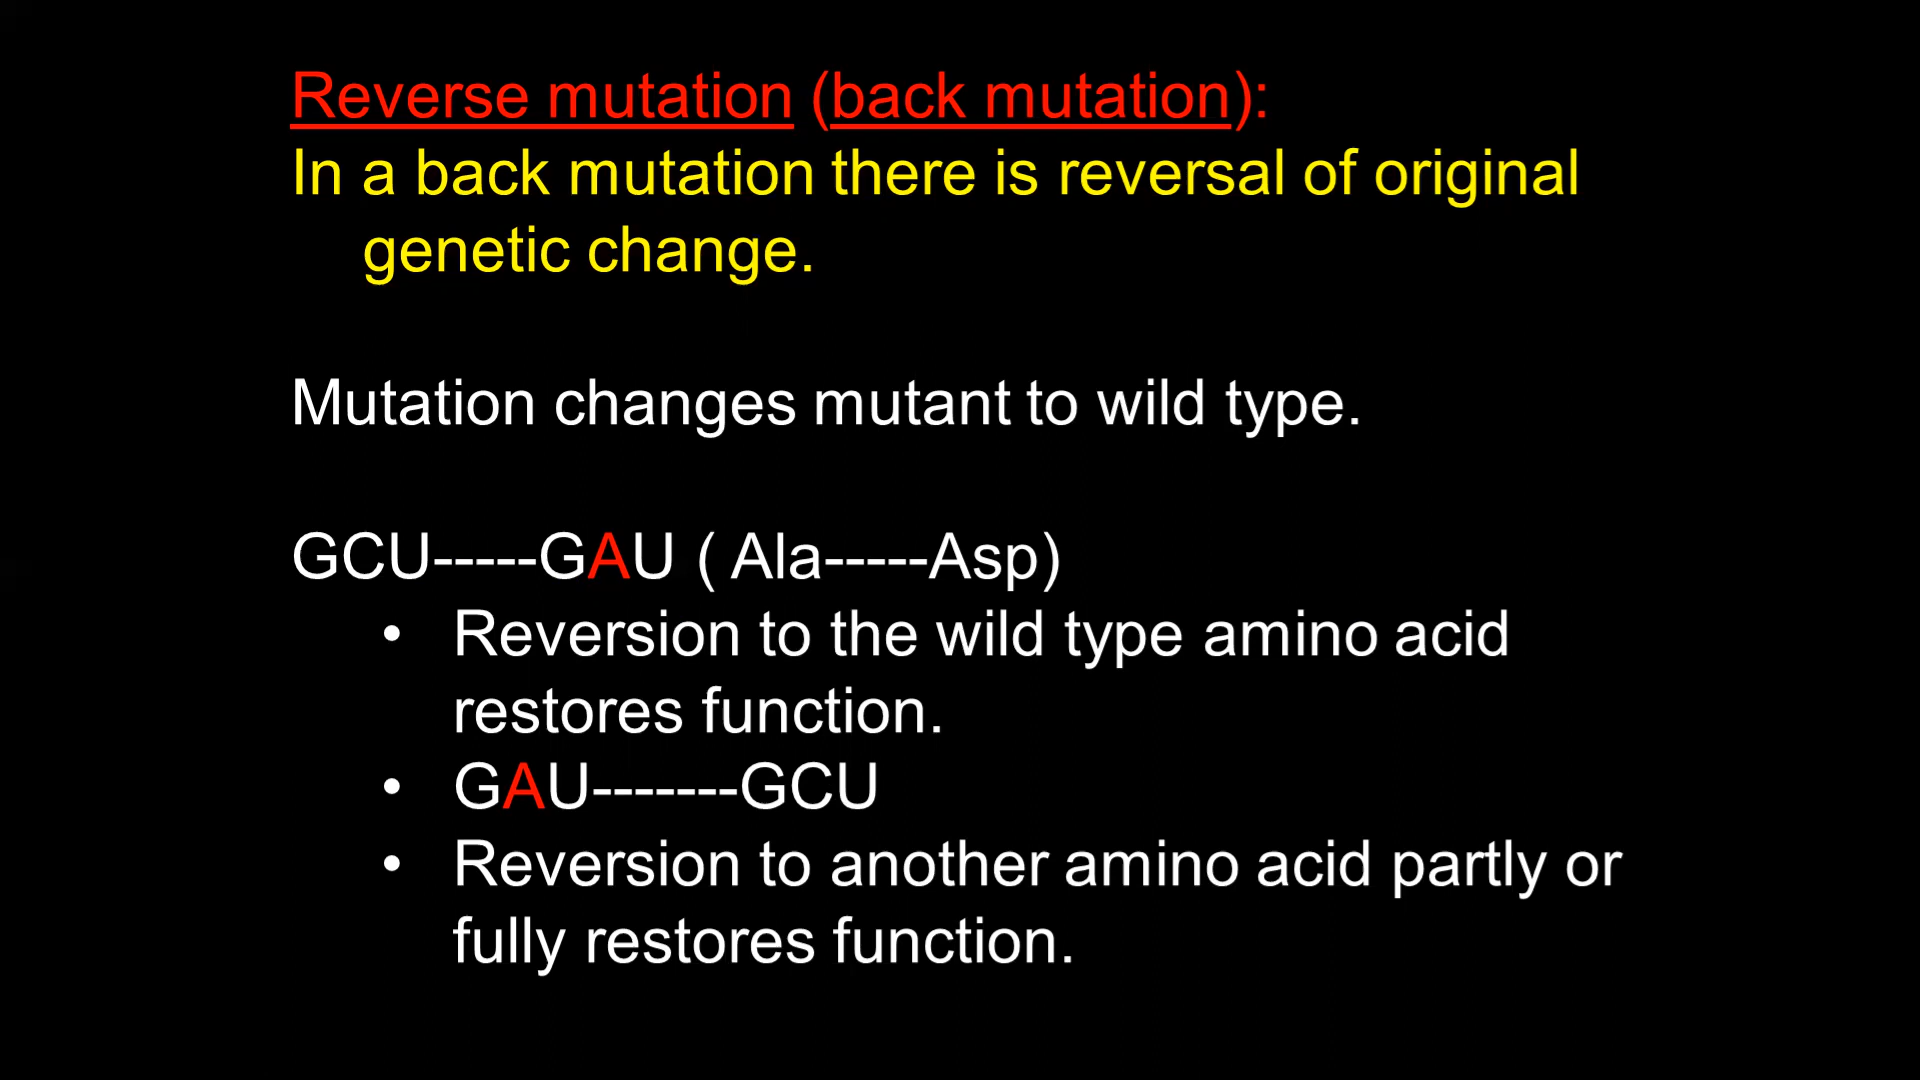 Reverse mutation (back mutation):
In a back mutation there is reversal of original
genetic change.
Mutation changes mutant to wild type.
GCU-----GAU ( Ala-----Asp)
• Reversion to the wild type amino acid
restores function.
• GAU-------GCU
• Reversion to another amino acid partly or
fully restores function.